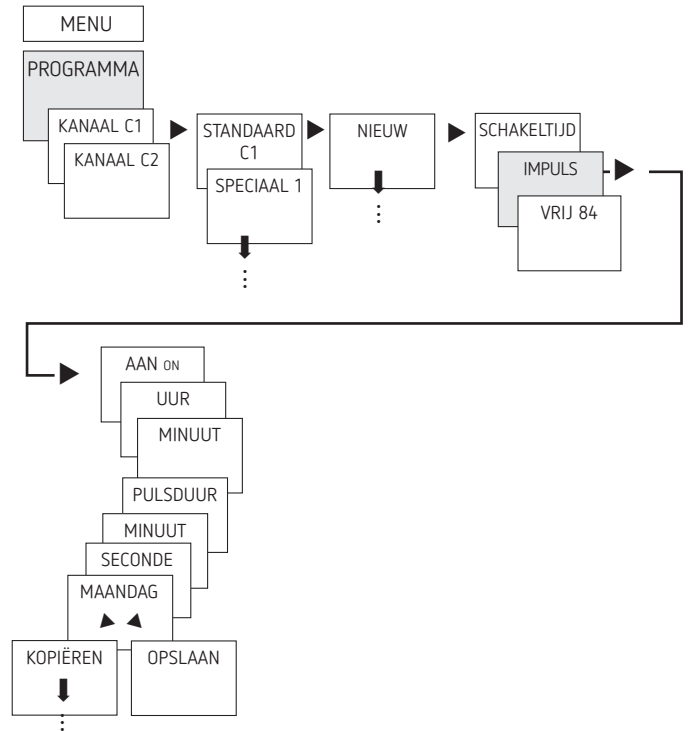 MENU
PROGRAMMA
KANAAL C1
KANAAL C2
STANDAARD
C1
SPECIAAL 1
NIEUW
SCHAKELTIJD
IMPULS
VRIJ 84
AAN ON
UUR
MINUUT
PULSDUUR
MINUUT
SECONDE
MAANDAG
KOPIËREN
OPSLAAN